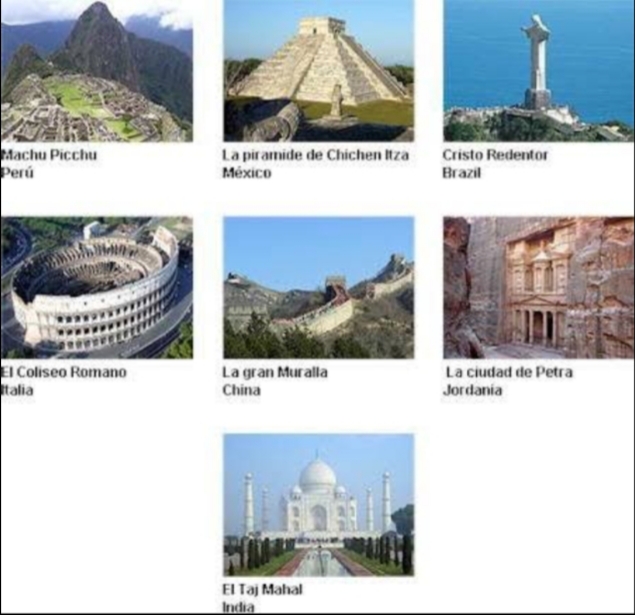 Machu Picchu
Perú
La piramide de Chichen Itza
México
Cristo Redentor
Brazil
El Coliseo Romano
Italia
La gran Muralla
China
La ciudad de Petra
Jordania
El Taj Mahal
India